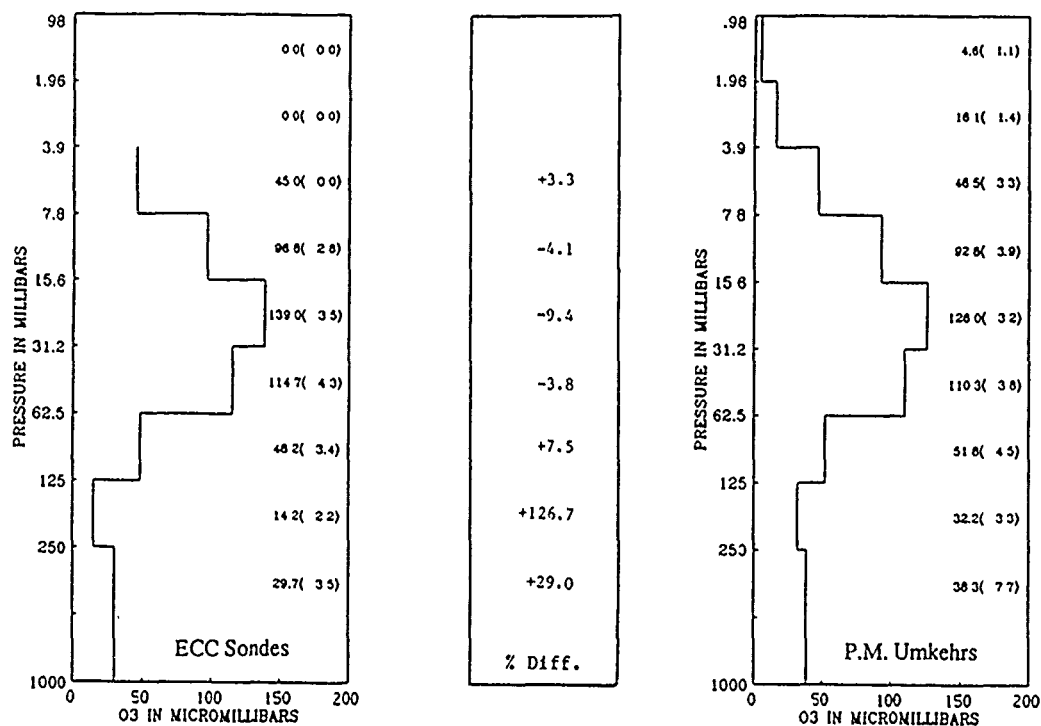 98
1.96
3.9
7.8
15.6
31.2
62.5
125
250
1000
PRESSURE IN MILLIBARS
0 0( 0 0)
0 0( 0 0)
45 0( 0 0)
96 8( 2 8)
139 0( 3 5)
114 7( 4 3)
48 2( 3.4)
14 2( 2 2)
29.7( 3 5)
ECC Sondes
0 50 100 150 200
O3 IN MICROMILLIBARS
+3.3
-4.1
-9.4
-3.8
+7.5
+126.7
+29.0
% Diff.
.98
1.96
3.9
7 8
15 6
31.2
62.5
125
250
1000
PRESSURE IN MILLIBARS
4.6( 1.1)
16 1( 1.4)
46.5( 3 3)
92 8( 3.9)
126 0( 3 2)
110 3( 3 8)
51 8( 4 5)
32.2( 3 3)
38 3( 7 7)
P.M. Umkehrs
0 50 100 150 200
O3 IN MICROMILLIBARS